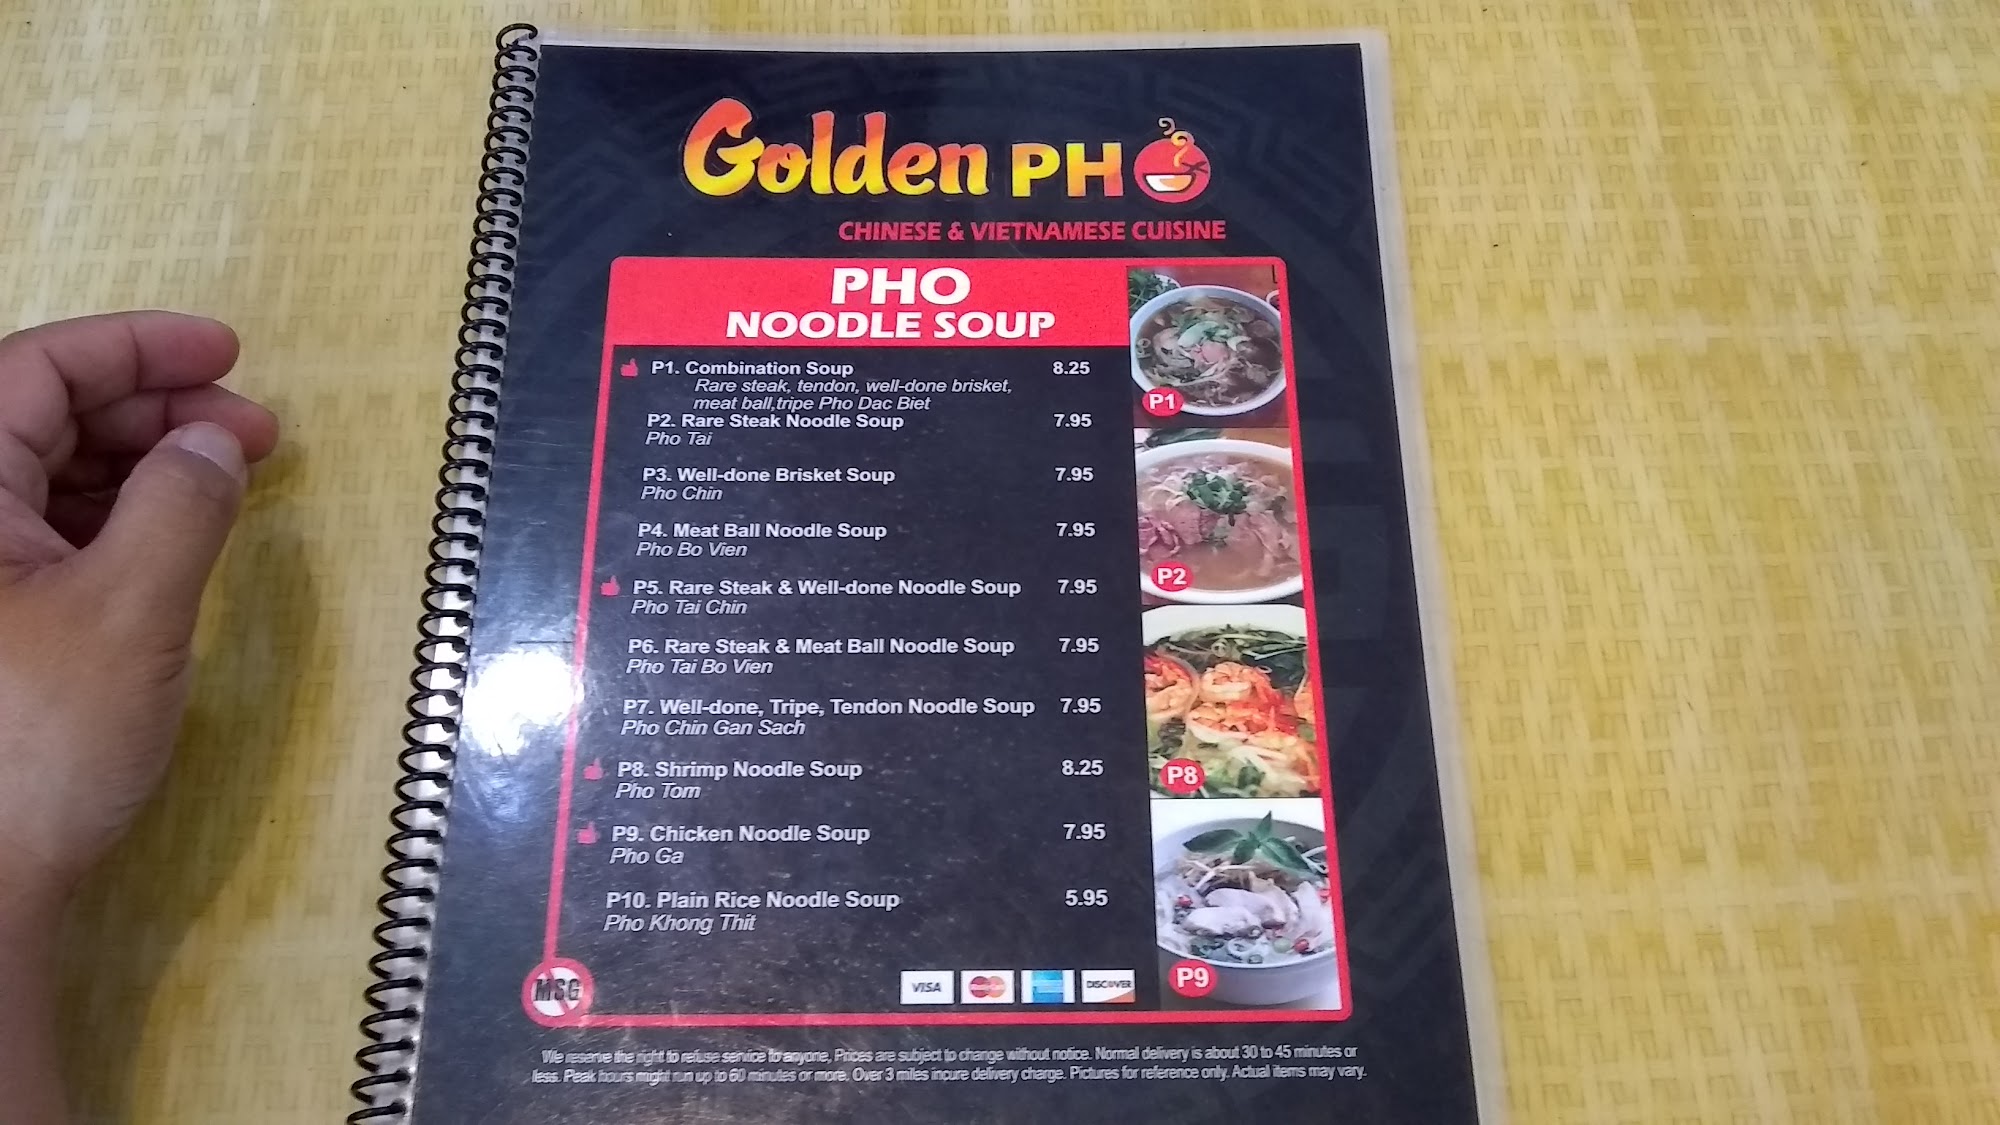 Golden PHO
CHINESE & VIETNAMESE CUISINE
PHO
NOODLE SOUP
P1. Combination Soup 8.25
Rare steak, tendon, well-done brisket,
meat ball,tripe Pho Dac Biet
P2. Rare Steak Noodle Soup 7.95
Pho Tai
P3. Well-done Brisket Soup 7.95
Pho Chin
P4. Meat Ball Noodle Soup 7.95
Pho Bo Vien
P5. Rare Steak & Well-done Noodle Soup 7.95
Pho Tai Chin
P6. Rare Steak & Meat Ball Noodle Soup 7.95
Pho Tai Bo Vien
P7. Well-done, Tripe, Tendon Noodle Soup 7.95
Pho Chin Gan Sach
P8. Shrimp Noodle Soup 8.25
Pho Tom
P9. Chicken Noodle Soup 7.95
Pho Ga
P10. Plain Rice Noodle Soup 5.95
Pho Khong Thit
P1
P2
P8
P9
MSG
VISA
DISCOVER
We reserve the right to refuse service to anyone, Prices are subject to change without notice. Normal delivery is about 30 to 45 minutes or
less. Peak hours might run up to 60 minutes or more. Over 3 miles incure delivery charge. Pictures for reference only. Actual items may vary.